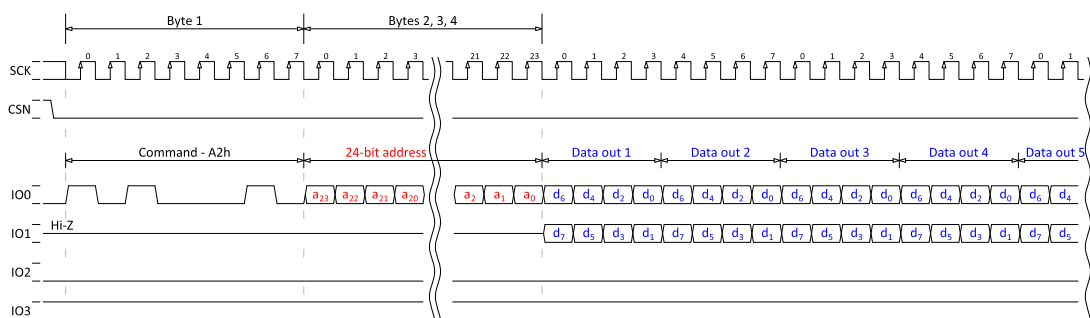 Byte 1 Bytes 2, 3, 4
0 1 2 3 4 5 6 7 0 1 2 3 21 22 23 0 1 2 3 4 5 6 7 0 1 2 3 4 5 6 7 0 1
SCK
CSN
Command - A2h 24-bit address Data out 1 Data out 2 Data out 3 Data out 4 Data out 5
IO0 a23 a22 a21 a20 a2 a1 a0 d6 d4 d2 d0 d6 d4 d2 d0 d6 d4 d2 d0 d6 d4 d2 d0 d6 d4
Hi-Z
IO1 d7 d5 d3 d1 d7 d5 d3 d1 d7 d5 d3 d1 d7 d5 d3 d1 d7 d5
IO2
IO3